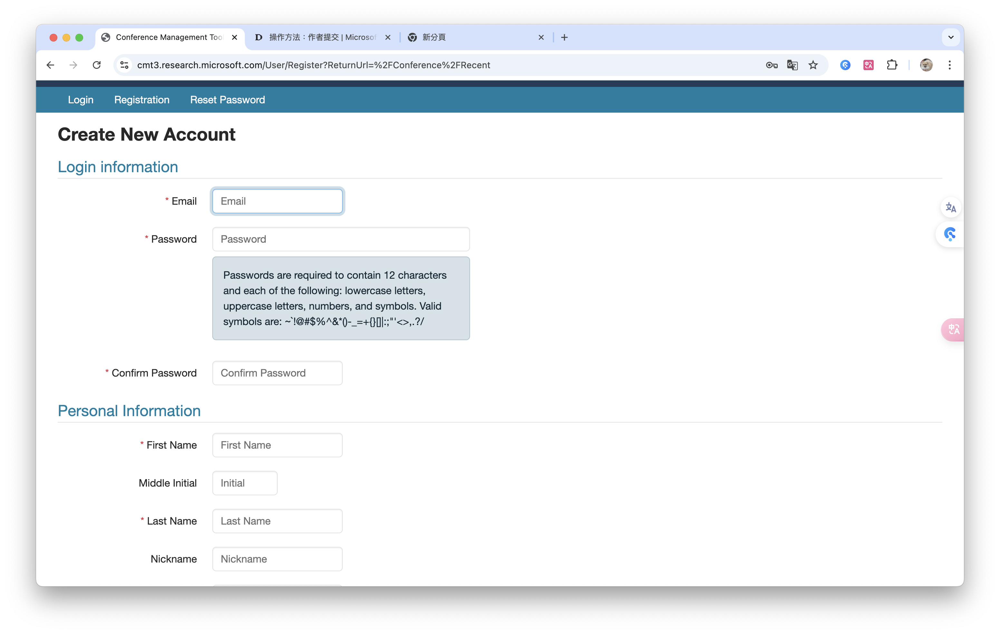 Conference Management Too
操作方法：作者提交 | Microsof
新分頁
cmt3.research.microsoft.com/User/Register?ReturnUrl=%2FConference%2FRecent
Login Registration Reset Password
Create New Account
Login information
* Email Email
* Password Password
Passwords are required to contain 12 characters
and each of the following: lowercase letters,
uppercase letters, numbers, and symbols. Valid
symbols are: ~`!@#$%^&*()-_=+{}[]|:;"'<>,.?/
* Confirm Password Confirm Password
Personal Information
* First Name First Name
Middle Initial Initial
* Last Name Last Name
Nickname Nickname